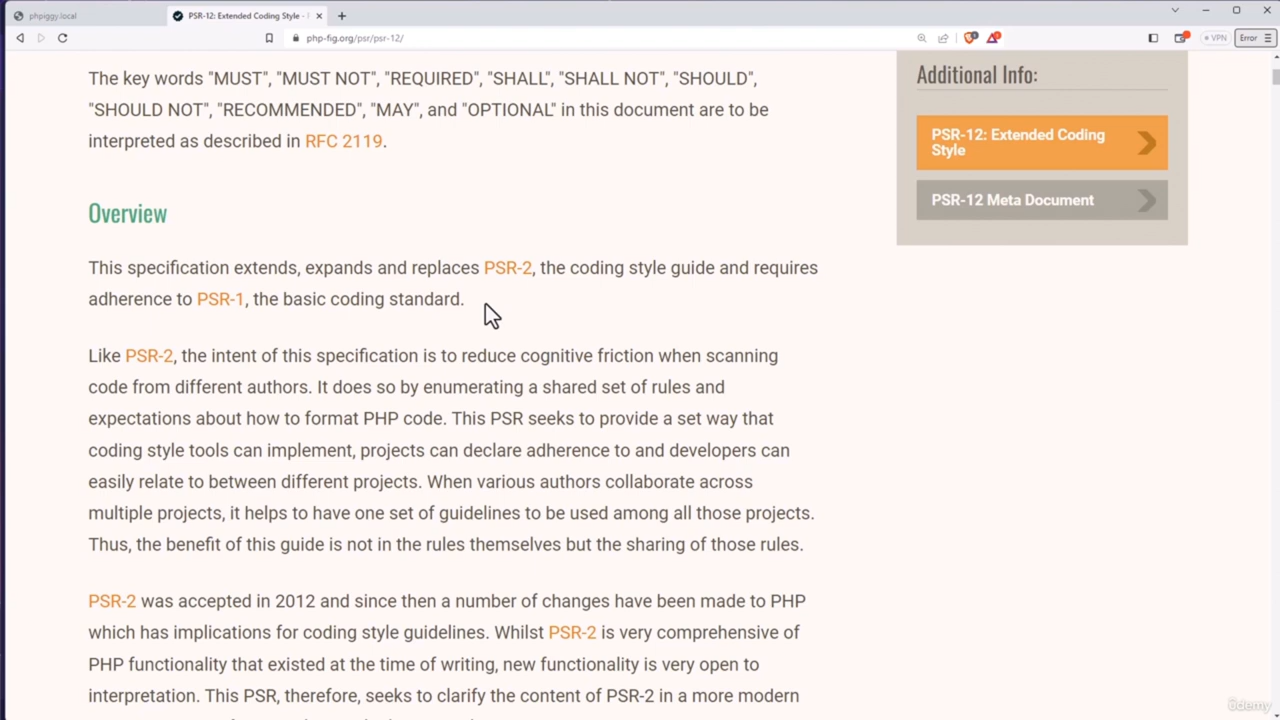 phpiggy.local
PSR-12: Extended Coding Style -
php-fig.org/psr/psr-12/
VPN
Error
The key words "MUST", "MUST NOT", "REQUIRED", "SHALL", "SHALL NOT", "SHOULD",
"SHOULD NOT", "RECOMMENDED", "MAY", and "OPTIONAL" in this document are to be
interpreted as described in RFC 2119.
Additional Info:
PSR-12: Extended Coding
Style
PSR-12 Meta Document
Overview
This specification extends, expands and replaces PSR-2, the coding style guide and requires
adherence to PSR-1, the basic coding standard.
Like PSR-2, the intent of this specification is to reduce cognitive friction when scanning
code from different authors. It does so by enumerating a shared set of rules and
expectations about how to format PHP code. This PSR seeks to provide a set way that
coding style tools can implement, projects can declare adherence to and developers can
easily relate to between different projects. When various authors collaborate across
multiple projects, it helps to have one set of guidelines to be used among all those projects.
Thus, the benefit of this guide is not in the rules themselves but the sharing of those rules.
PSR-2 was accepted in 2012 and since then a number of changes have been made to PHP
which has implications for coding style guidelines. Whilst PSR-2 is very comprehensive of
PHP functionality that existed at the time of writing, new functionality is very open to
interpretation. This PSR, therefore, seeks to clarify the content of PSR-2 in a more modern
ûdemy